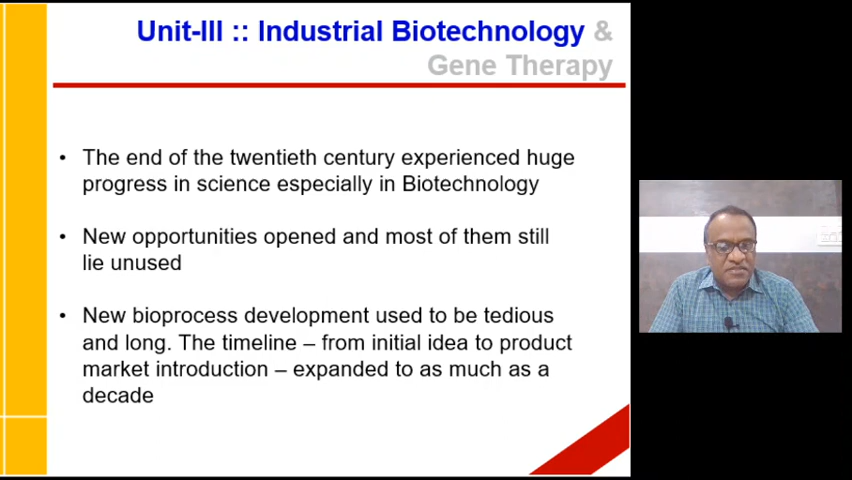 Unit-III :: Industrial Biotechnology &
Gene Therapy
• The end of the twentieth century experienced huge
progress in science especially in Biotechnology
• New opportunities opened and most of them still
lie unused
• New bioprocess development used to be tedious
and long. The timeline – from initial idea to product
market introduction – expanded to as much as a
decade